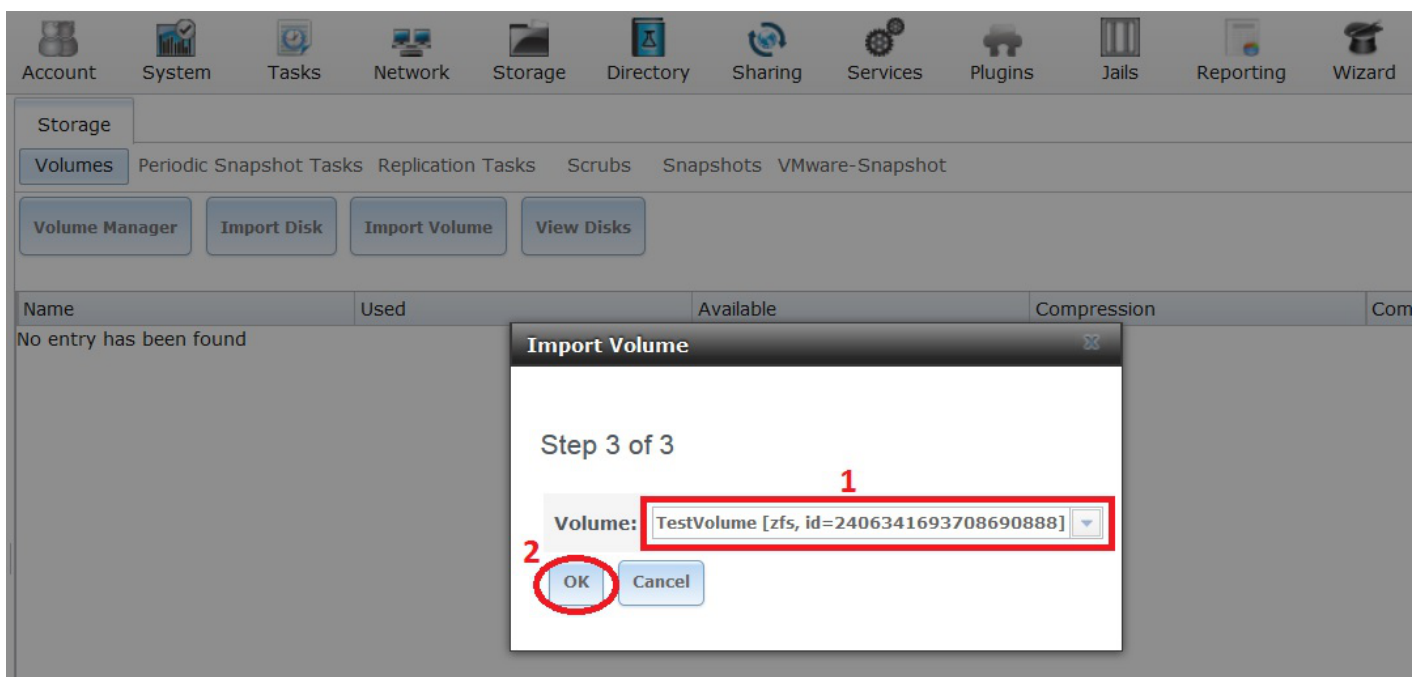 Account System Tasks Network Storage Directory Sharing Services Plugins Jails Reporting Wizard
Storage
Volumes Periodic Snapshot Tasks Replication Tasks Scrubs Snapshots VMware-Snapshot
Volume Manager Import Disk Import Volume View Disks
Name Used Available Compression Com
No entry has been found
Import Volume
Step 3 of 3
1
Volume: TestVolume [zfs, id=2406341693708690888]
2
OK Cancel